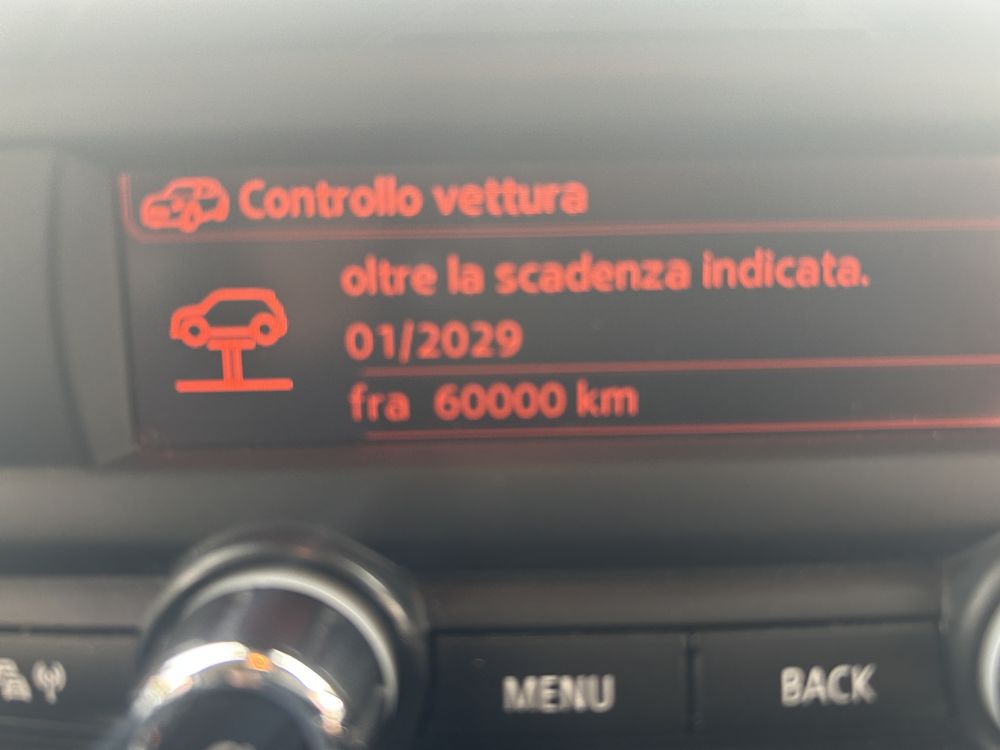 Controllo vettura
oltre la scadenza indicata.
01/2029
fra 60000 km
MENU
BACK